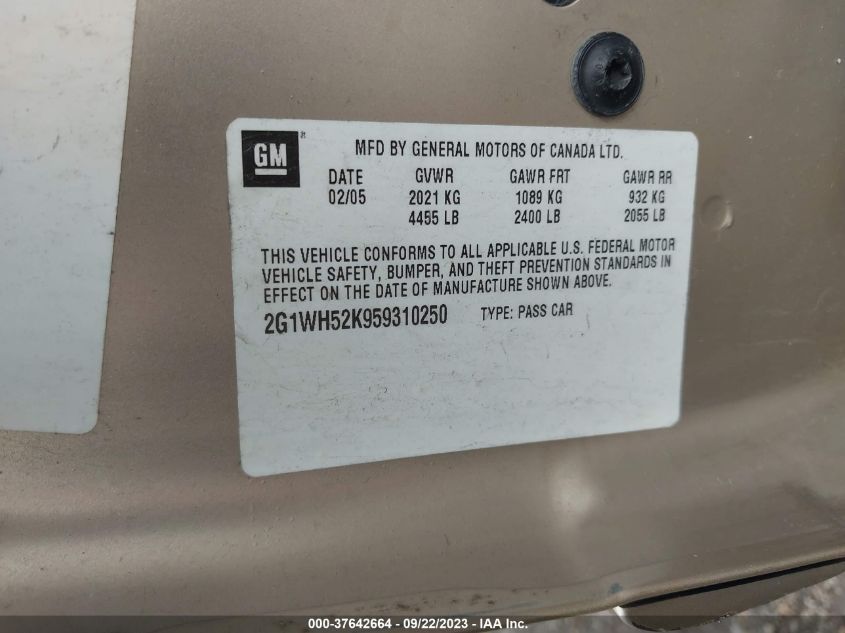 GM
MFD BY GENERAL MOTORS OF CANADA LTD.
DATE GVWR GAWR FRT GAWR RR
02/05 2021 KG 1089 KG 932 KG
4455 LB 2400 LB 2055 LB
THIS VEHICLE CONFORMS TO ALL APPLICABLE U.S. FEDERAL MOTOR
VEHICLE SAFETY, BUMPER, AND THEFT PREVENTION STANDARDS IN
EFFECT ON THE DATE OF MANUFACTURE SHOWN ABOVE.
2G1WH52K959310250 TYPE: PASS CAR
000-37642664 - 09/22/2023 - IAA Inc.